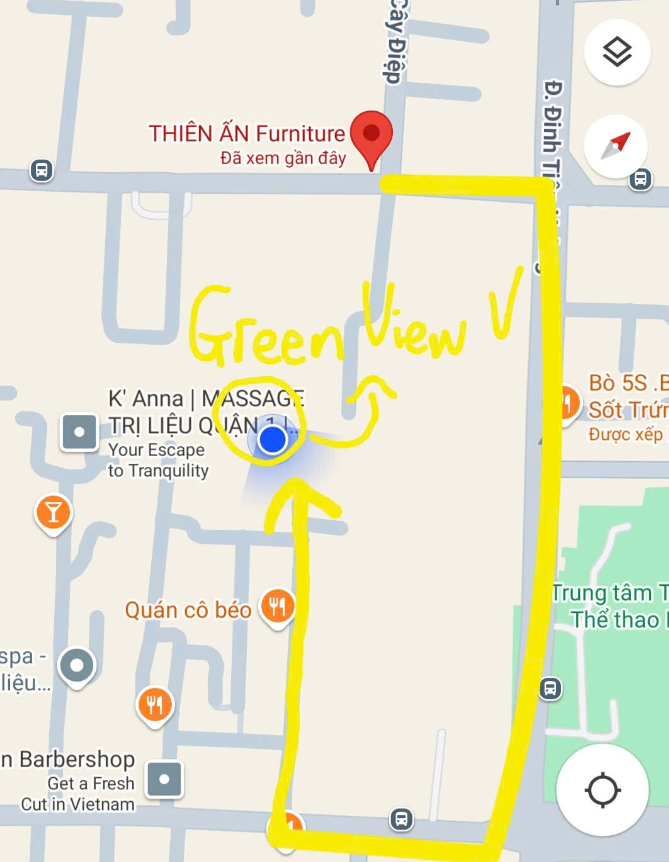 Cây Điệp
Đ. Đinh Ti
THIÊN ẤN Furniture
Đã xem gần đây
Green View V
K' Anna | MASSAGE
TRỊ LIỆU QUẬN 1 |...
Your Escape
to Tranquility
Bò 5S .B
Sốt Trứn
Được xếp
Quán cô béo
Trung tâm T
Thể thao
spa -
liệu...
n Barbershop
Get a Fresh
Cut in Vietnam